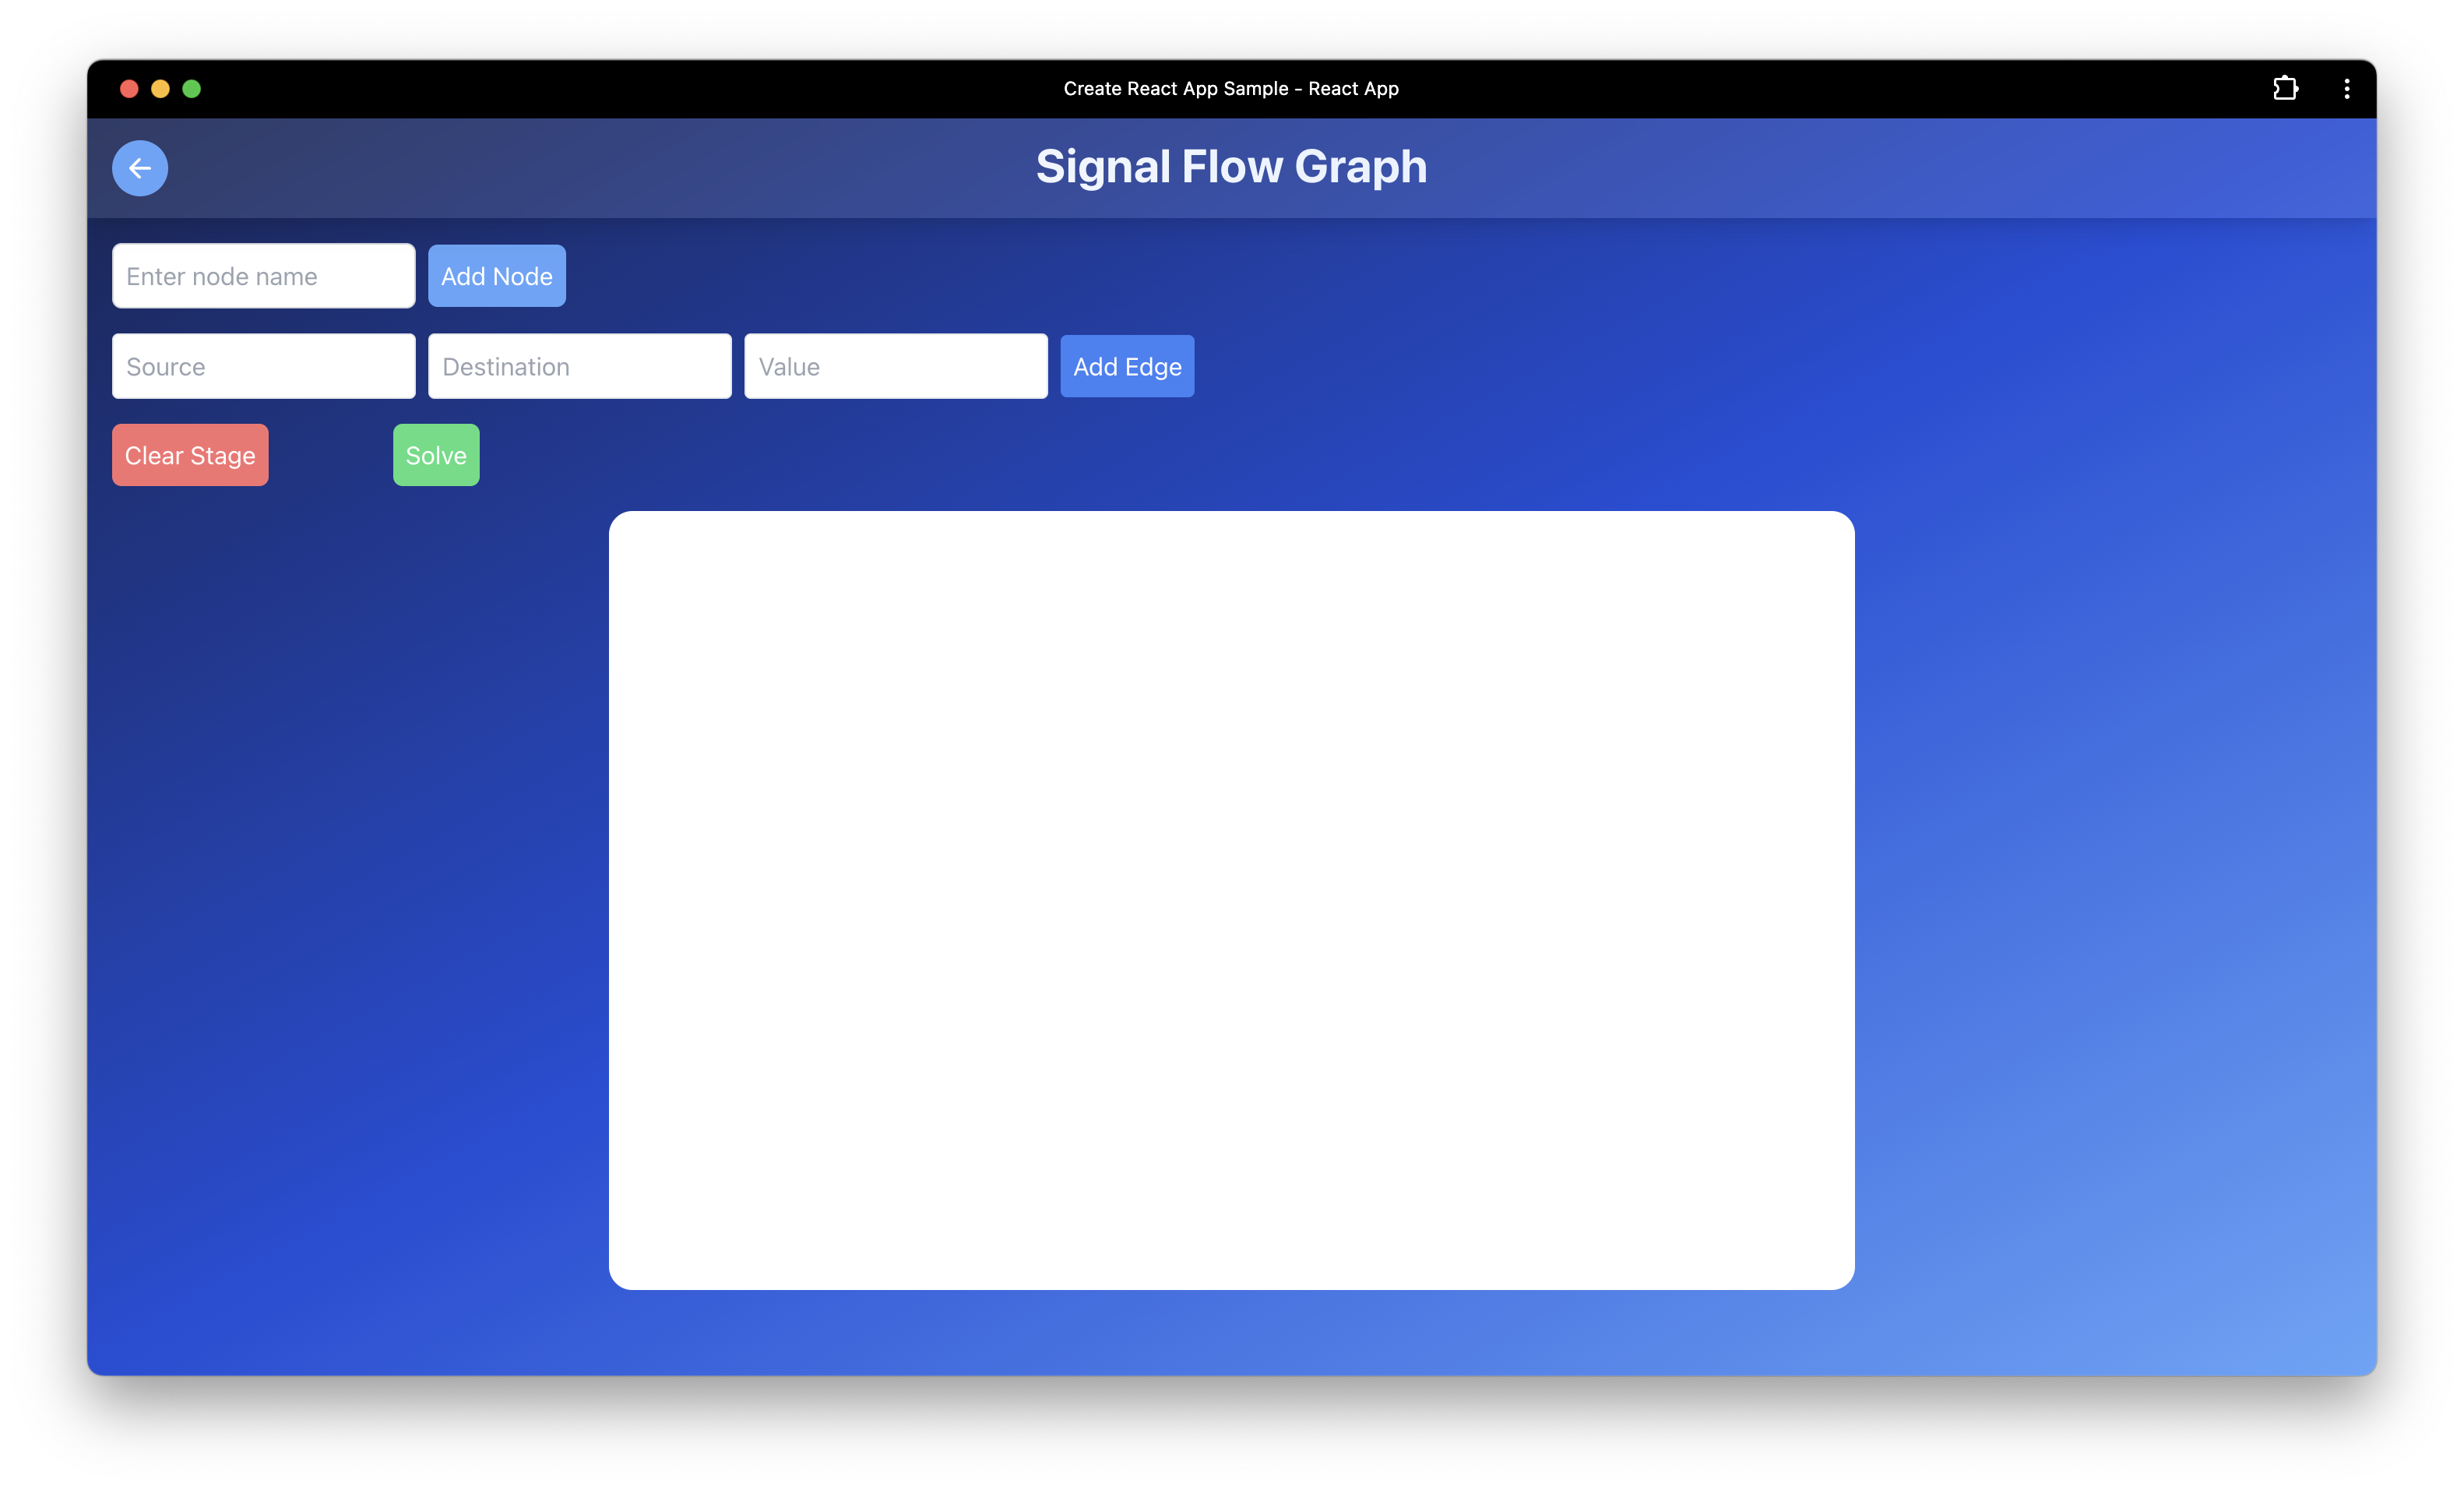 Create React App Sample - React App
Signal Flow Graph
Enter node name Add Node
Source Destination Value Add Edge
Clear Stage Solve